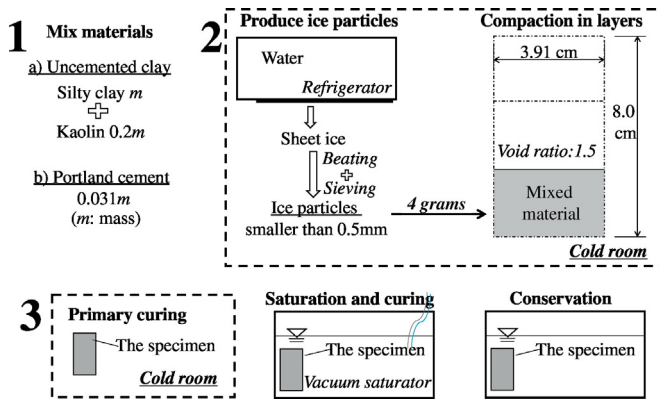 1
Mix materials
a) Uncemented clay
Silty clay m
Kaolin 0.2m
b) Portland cement
0.031m
(m: mass)
2
Produce ice particles
Water
Refrigerator
Sheet ice
Beating
Sieving
Ice particles
smaller than 0.5mm
4 grams
Compaction in layers
3.91 cm
8.0
cm
Void ratio:1.5
Mixed
material
Cold room
3
Primary curing
The specimen
Cold room
Saturation and curing
The specimen
Vacuum saturator
Conservation
The specimen